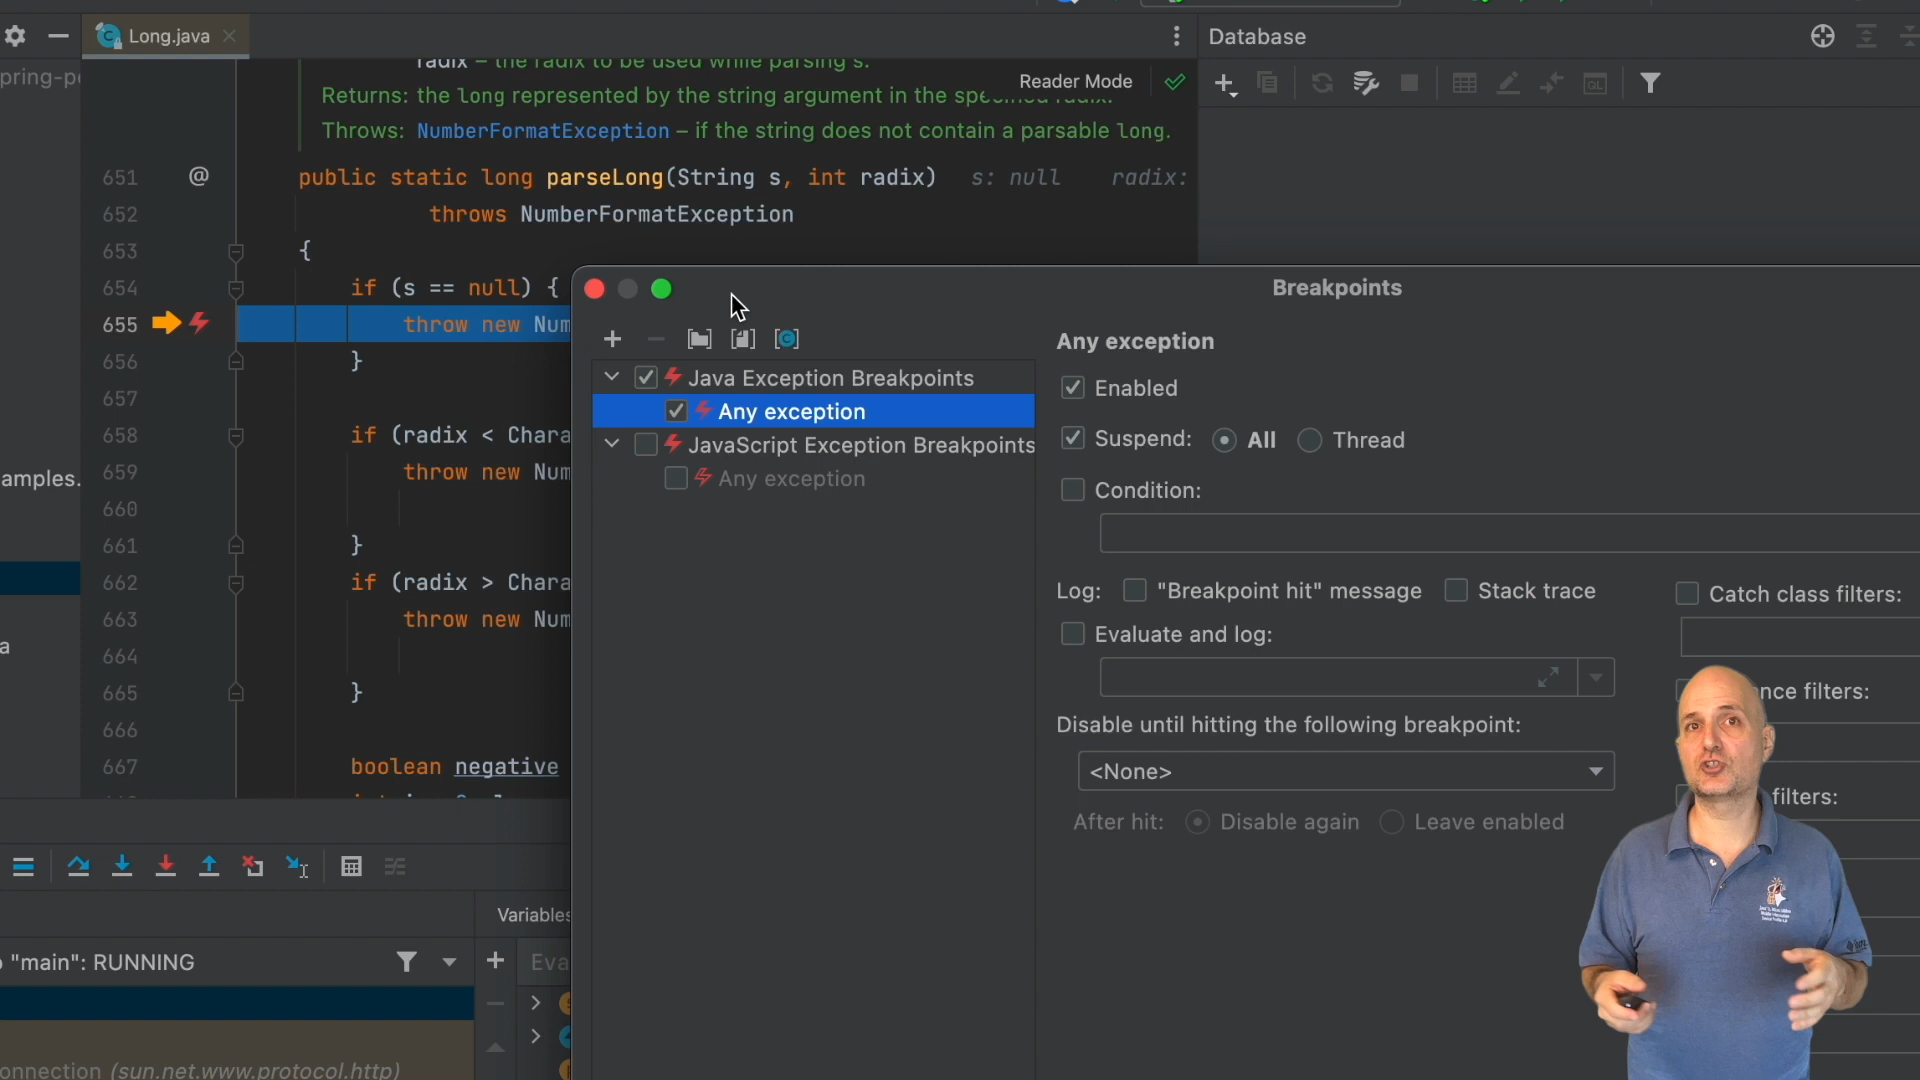 Long.java
Database
pring-pe
radix – the radix to be used while parsing s.
Reader Mode
Returns: the long represented by the string argument in the specified radix.
Throws: NumberFormatException – if the string does not contain a parsable long.
651 @ public static long parseLong(String s, int radix) s: null radix:
652 throws NumberFormatException
653 {
654 if (s == null) {
655 throw new Num
656 }
657
658 if (radix < Chara
659 throw new Num
660
661 }
662 if (radix > Chara
663 throw new Num
664
665 }
666
667 boolean negative
amples.
a
Breakpoints
Java Exception Breakpoints
Any exception
JavaScript Exception Breakpoints
Any exception
Any exception
Enabled
Suspend: All Thread
Condition:
Log: "Breakpoint hit" message Stack trace
Catch class filters:
Evaluate and log:
nce filters:
Disable until hitting the following breakpoint:
<None>
filters:
After hit: Disable again Leave enabled
Variables
"main": RUNNING
Eva
onnection (sun.net.www.protocol.http)